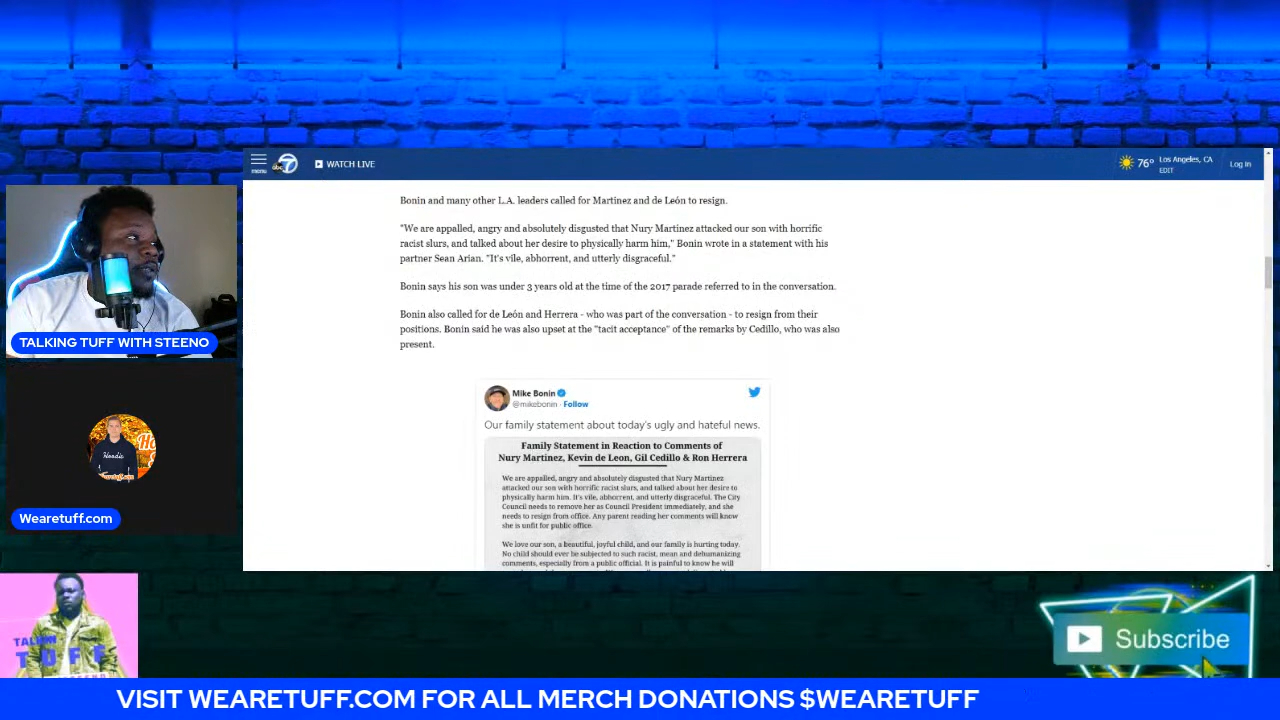 menu
abc 7
WATCH LIVE
76°
Los Angeles, CA
EDIT
Log In
Bonin and many other L.A. leaders called for Martinez and de León to resign.
"We are appalled, angry and absolutely disgusted that Nury Martinez attacked our son with horrific
racist slurs, and talked about her desire to physically harm him," Bonin wrote in a statement with his
partner Sean Arian. "It's vile, abhorrent, and utterly disgraceful."
Bonin says his son was under 3 years old at the time of the 2017 parade referred to in the conversation.
Bonin also called for de León and Herrera - who was part of the conversation - to resign from their
positions. Bonin said he was also upset at the "tacit acceptance" of the remarks by Cedillo, who was also
present.
Mike Bonin
@mikebonin · Follow
Our family statement about today's ugly and hateful news.
Family Statement in Reaction to Comments of
Nury Martinez, Kevin de Leon, Gil Cedillo & Ron Herrera
We are appalled, angry and absolutely disgusted that Nury Martinez
attacked our son with horrific racist slurs, and talked about her desire to
physically harm him. It's vile, abhorrent, and utterly disgraceful. The City
Council needs to remove her as Council President immediately, and she
needs to resign from office. Any parent reading her comments will know
she is unfit for public office.
We love our son, a beautiful, joyful child, and our family is hurting today.
No child should ever be subjected to such racist, mean and dehumanizing
comments, especially from a public official. It is painful to know he will
TALKING TUFF WITH STEENO
Hoodie
Wearetuff.com
TUFF
Subscribe
VISIT WEARETUFF.COM FOR ALL MERCH DONATIONS $WEARETUFF